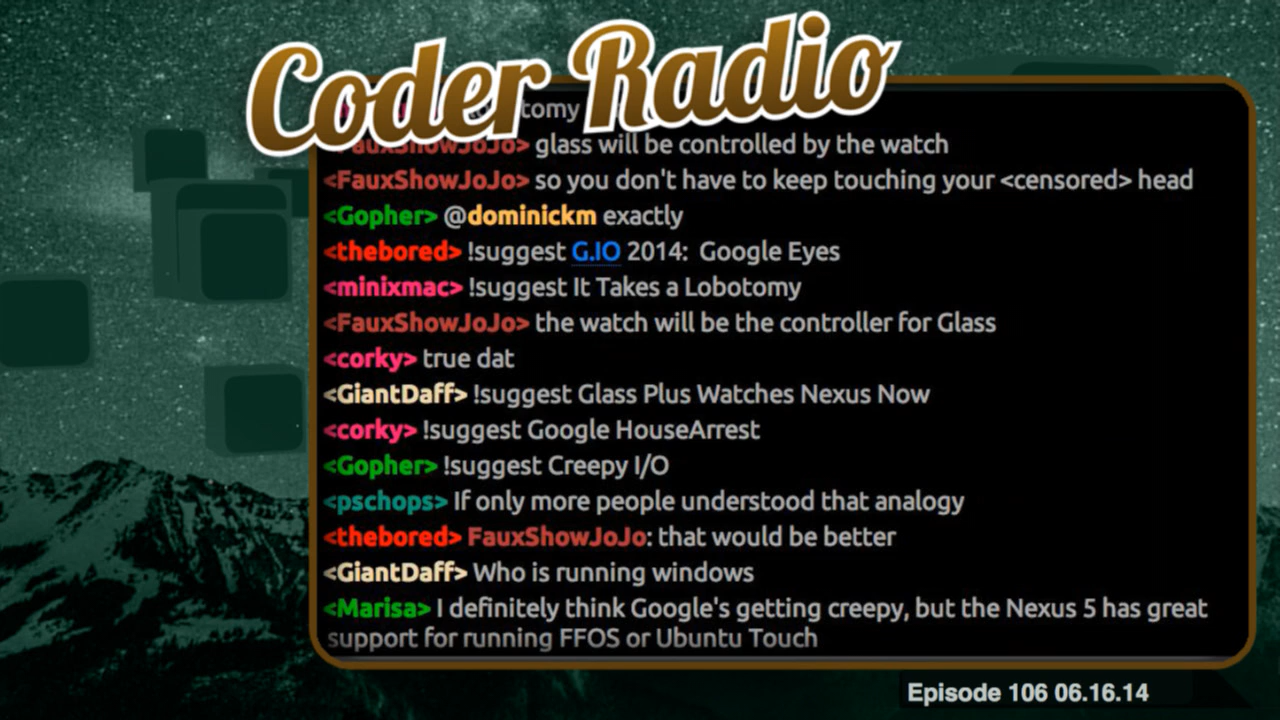 Coder Radio
tomy
<FauxShowJoJo> glass will be controlled by the watch
<FauxShowJoJo> so you don't have to keep touching your <censored> head
<Gopher> @dominickm exactly
<thebored> !suggest G.IO 2014: Google Eyes
<minixmac> !suggest It Takes a Lobotomy
<FauxShowJoJo> the watch will be the controller for Glass
<corky> true dat
<GiantDaff> !suggest Glass Plus Watches Nexus Now
<corky> !suggest Google HouseArrest
<Gopher> !suggest Creepy I/O
<pschops> If only more people understood that analogy
<thebored> FauxShowJoJo: that would be better
<GiantDaff> Who is running windows
<Marisa> I definitely think Google's getting creepy, but the Nexus 5 has great
support for running FFOS or Ubuntu Touch
Episode 106 06.16.14